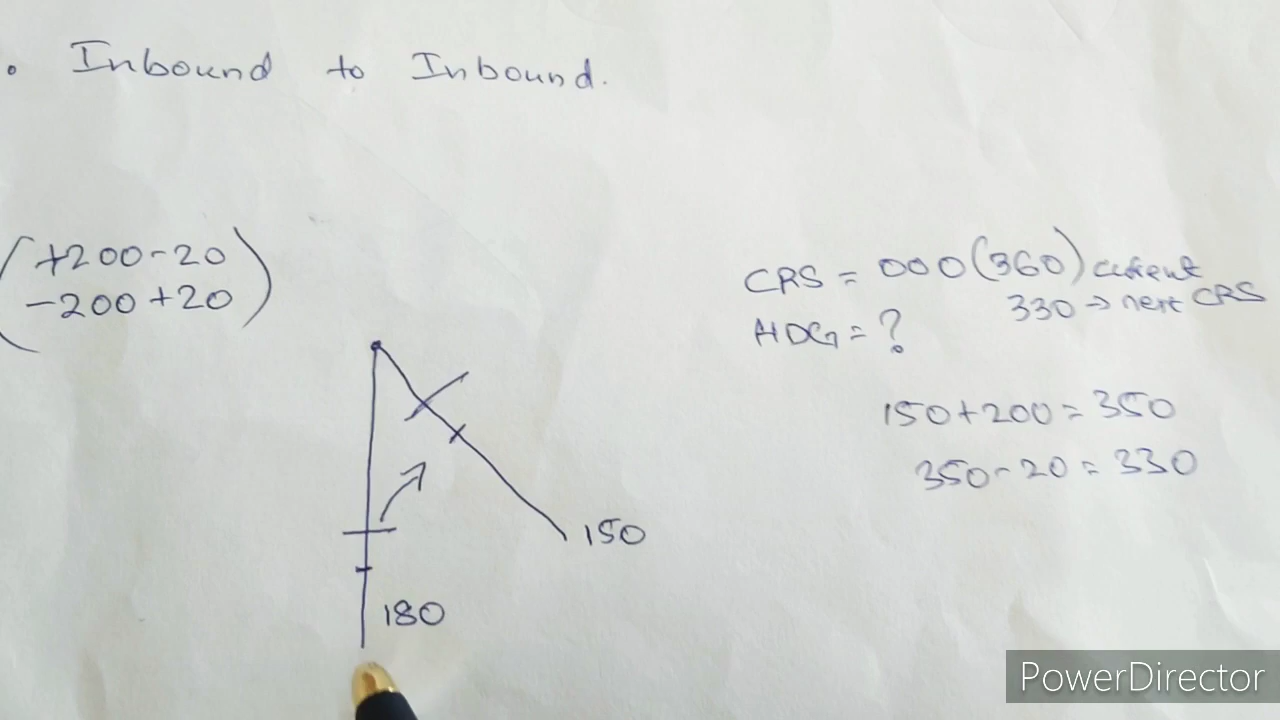 . Inbound to Inbound.
(+200-20
-200+20)
CRS = 000(360) current
330 → next CRS
HDG = ?
150+200=350
350-20=330
150
180
PowerDirector